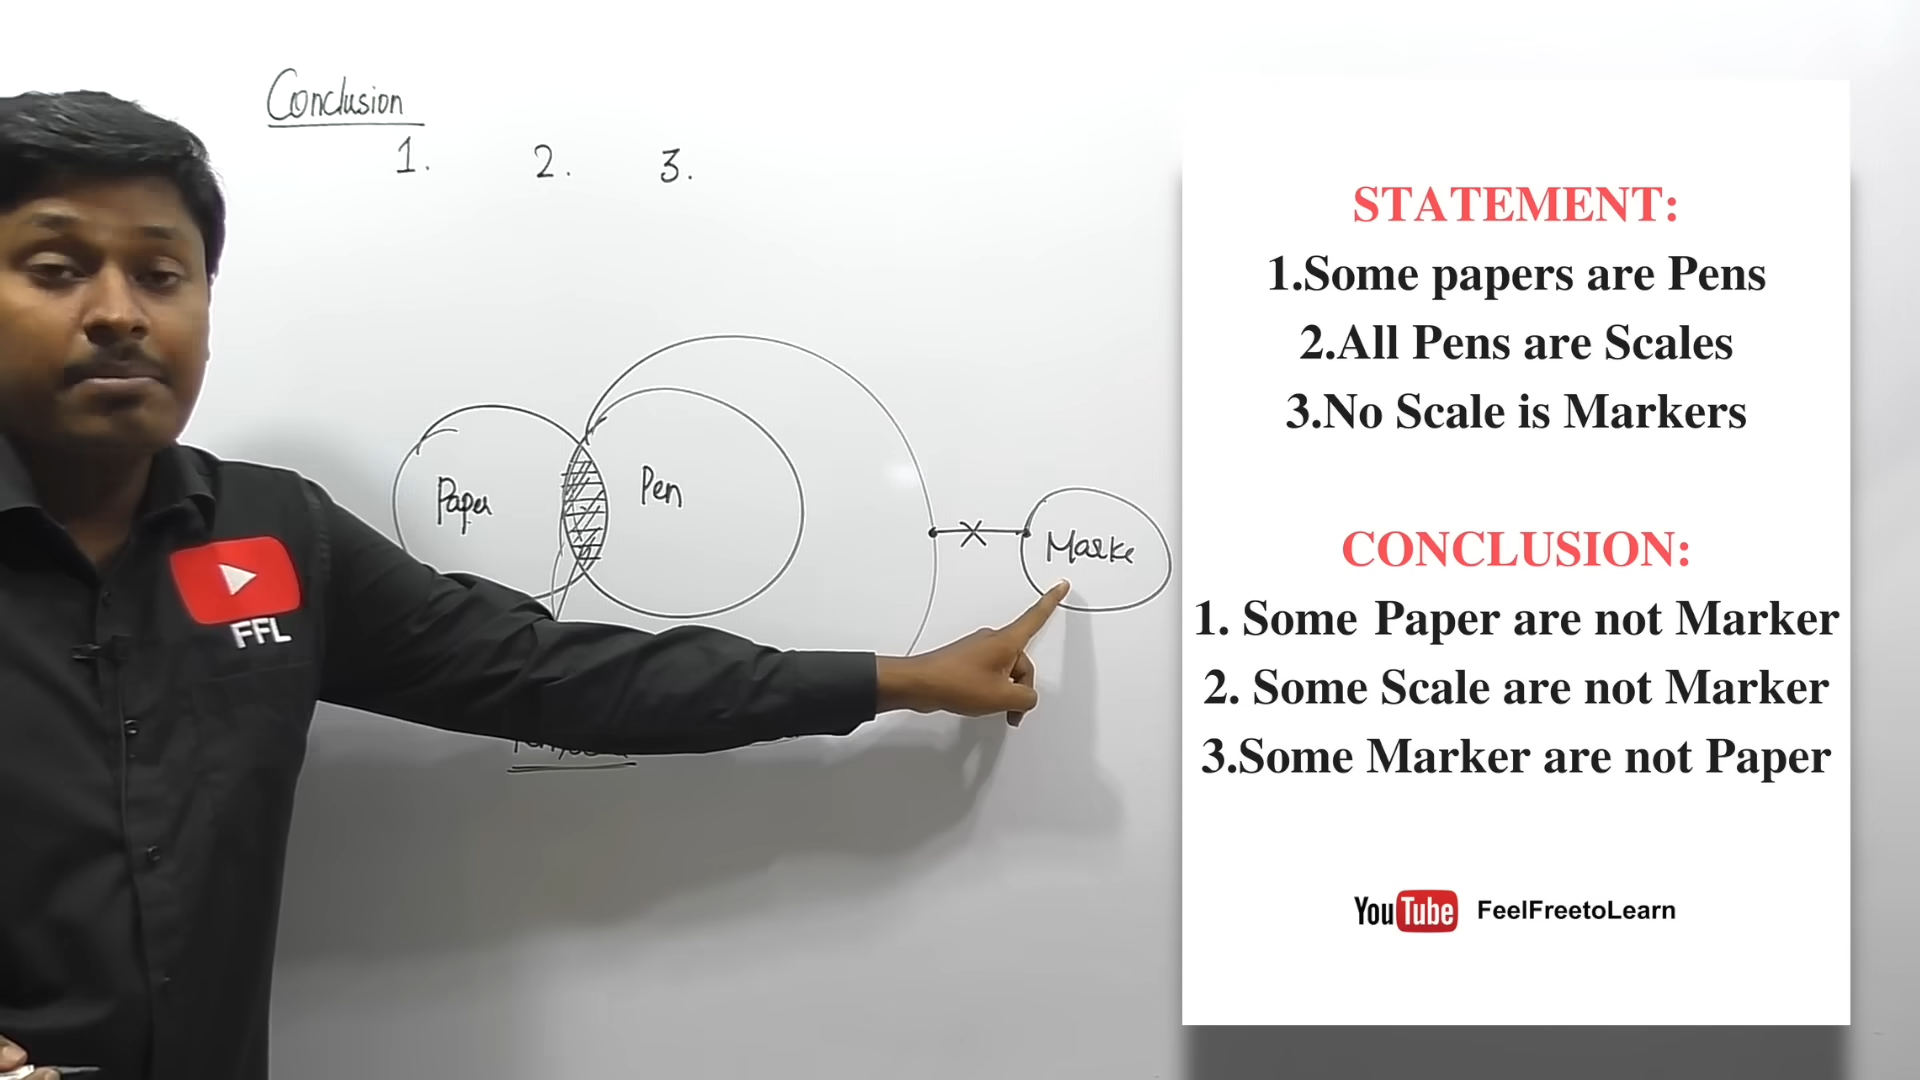 Conclusion
1. 2. 3.
Paper
Pen
Marke
FFL
STATEMENT:
1.Some papers are Pens
2.All Pens are Scales
3.No Scale is Markers
CONCLUSION:
1. Some Paper are not Marker
2. Some Scale are not Marker
3.Some Marker are not Paper
YouTube FeelFreetoLearn